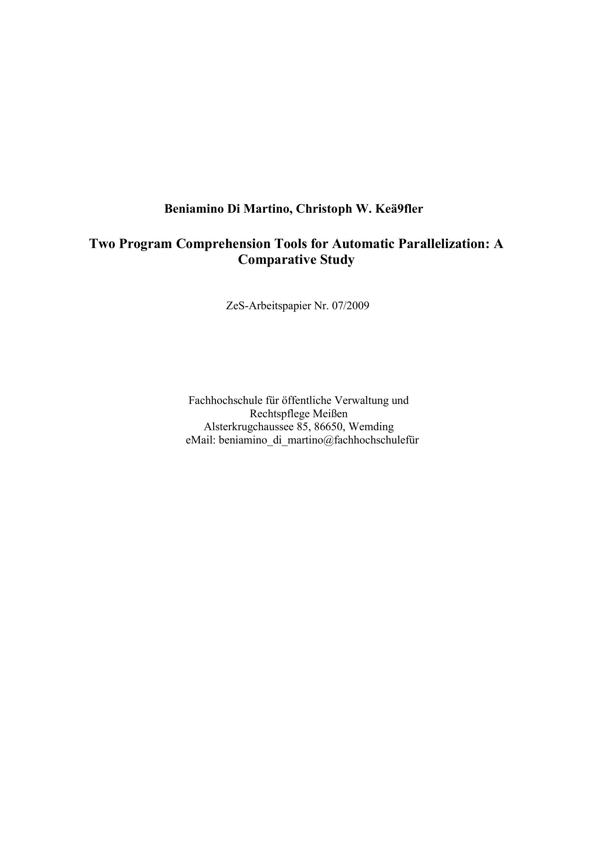 Beniamino Di Martino, Christoph W. Keä9fler
Two Program Comprehension Tools for Automatic Parallelization: A
Comparative Study
ZeS-Arbeitspapier Nr. 07/2009
Fachhochschule für öffentliche Verwaltung und
Rechtspflege Meißen
Alsterkrugchaussee 85, 86650, Wemding
eMail: beniamino_di_martino@fachhochschulefür